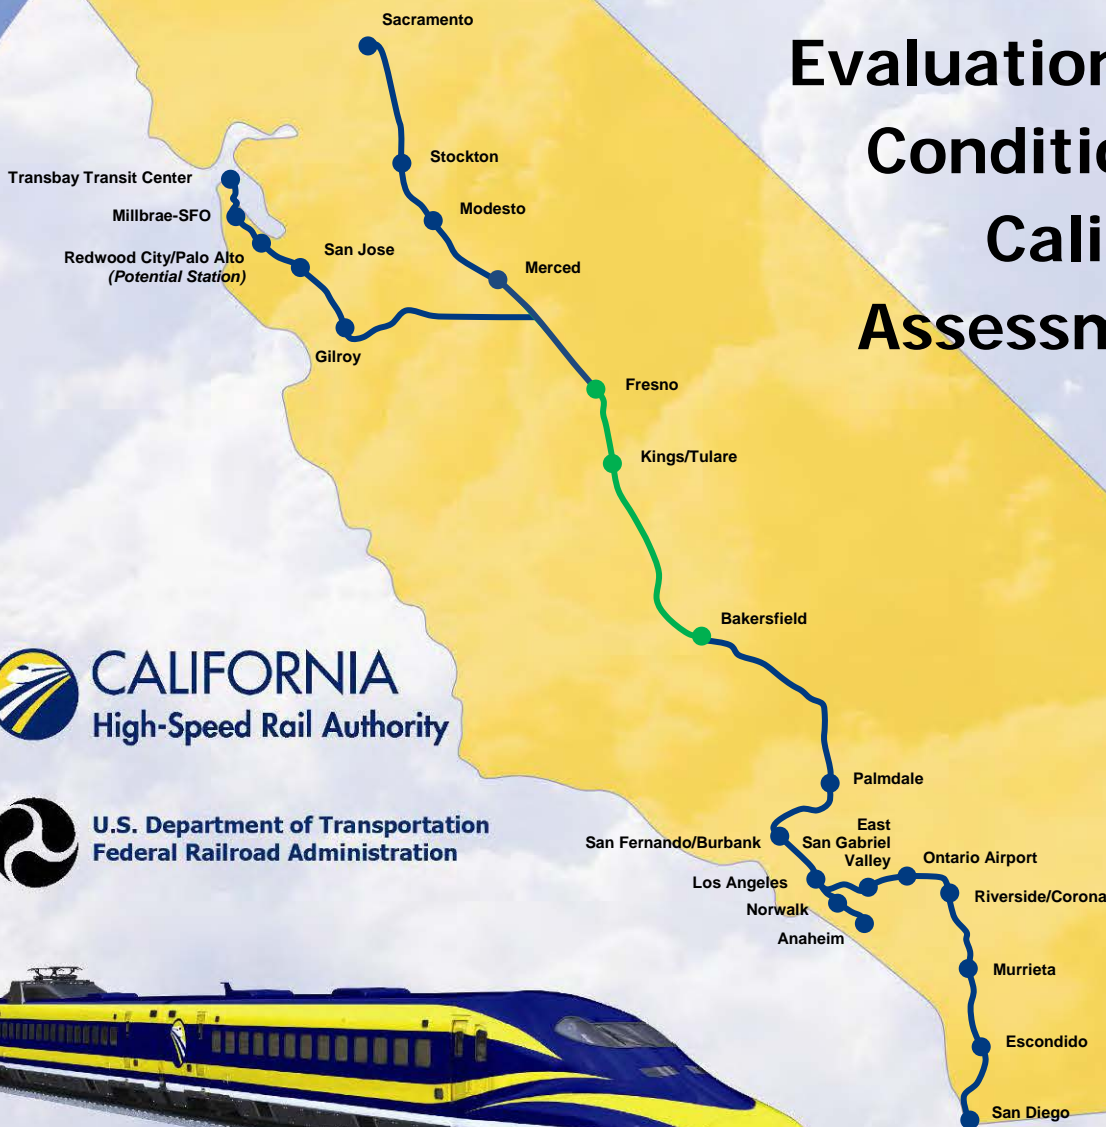 Evaluation
Conditio
Cali
Assessm
Sacramento
Stockton
Transbay Transit Center
Millbrae-SFO
Modesto
Redwood City/Palo Alto
(Potential Station)
San Jose
Merced
Gilroy
Fresno
Kings/Tulare
Bakersfield
CALIFORNIA
High-Speed Rail Authority
Palmdale
U.S. Department of Transportation
Federal Railroad Administration
San Fernando/Burbank
East
San Gabriel
Valley
Ontario Airport
Los Angeles
Riverside/Corona
Norwalk
Anaheim
Murrieta
Escondido
San Diego